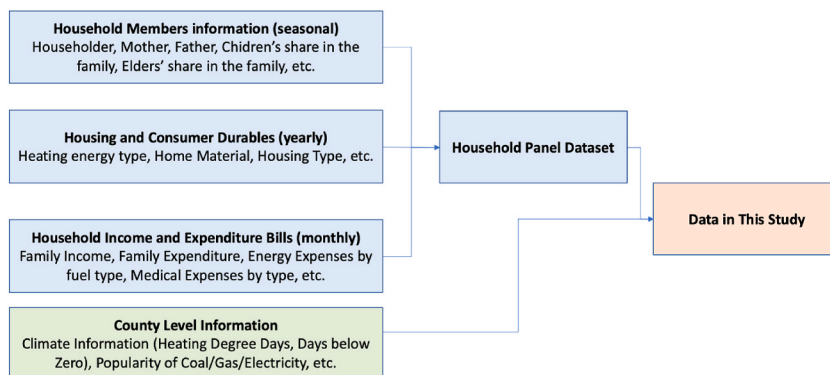 Household Members information (seasonal)
Householder, Mother, Father, Chidren's share in the
family, Elders' share in the family, etc.
Housing and Consumer Durables (yearly)
Heating energy type, Home Material, Housing Type, etc.
Household Panel Dataset
Data in This Study
Household Income and Expenditure Bills (monthly)
Family Income, Family Expenditure, Energy Expenses by
fuel type, Medical Expenses by type, etc.
County Level Information
Climate Information (Heating Degree Days, Days below
Zero), Popularity of Coal/Gas/Electricity, etc.